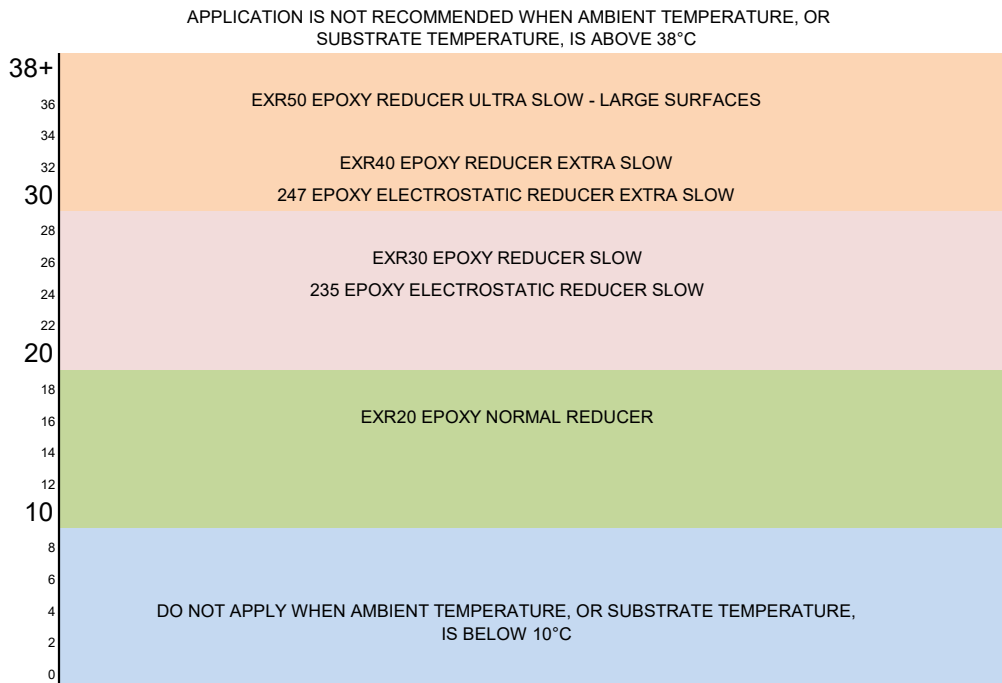 APPLICATION IS NOT RECOMMENDED WHEN AMBIENT TEMPERATURE, OR
SUBSTRATE TEMPERATURE, IS ABOVE 38°C
38+
36
EXR50 EPOXY REDUCER ULTRA SLOW - LARGE SURFACES
34
32
EXR40 EPOXY REDUCER EXTRA SLOW
30
247 EPOXY ELECTROSTATIC REDUCER EXTRA SLOW
28
26
EXR30 EPOXY REDUCER SLOW
24
235 EPOXY ELECTROSTATIC REDUCER SLOW
22
20
18
16
EXR20 EPOXY NORMAL REDUCER
14
12
10
8
6
4
DO NOT APPLY WHEN AMBIENT TEMPERATURE, OR SUBSTRATE TEMPERATURE,
2
IS BELOW 10°C
0